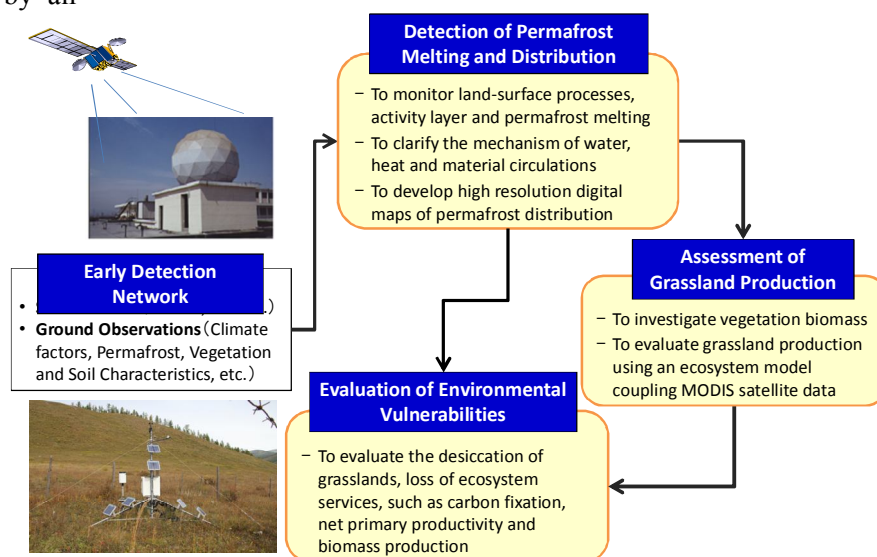 by an
Detection of Permafrost
Melting and Distribution
− To monitor land-surface processes,
activity layer and permafrost melting
− To clarify the mechanism of water,
heat and material circulations
− To develop high resolution digital
maps of permafrost distribution
Early Detection
Network
.)
• Ground Observations (Climate
factors, Permafrost, Vegetation
and Soil Characteristics, etc.)
Assessment of
Grassland Production
− To investigate vegetation biomass
− To evaluate grassland production
using an ecosystem model
coupling MODIS satellite data
Evaluation of Environmental
Vulnerabilities
− To evaluate the desiccation of
grasslands, loss of ecosystem
services, such as carbon fixation,
net primary productivity and
biomass production